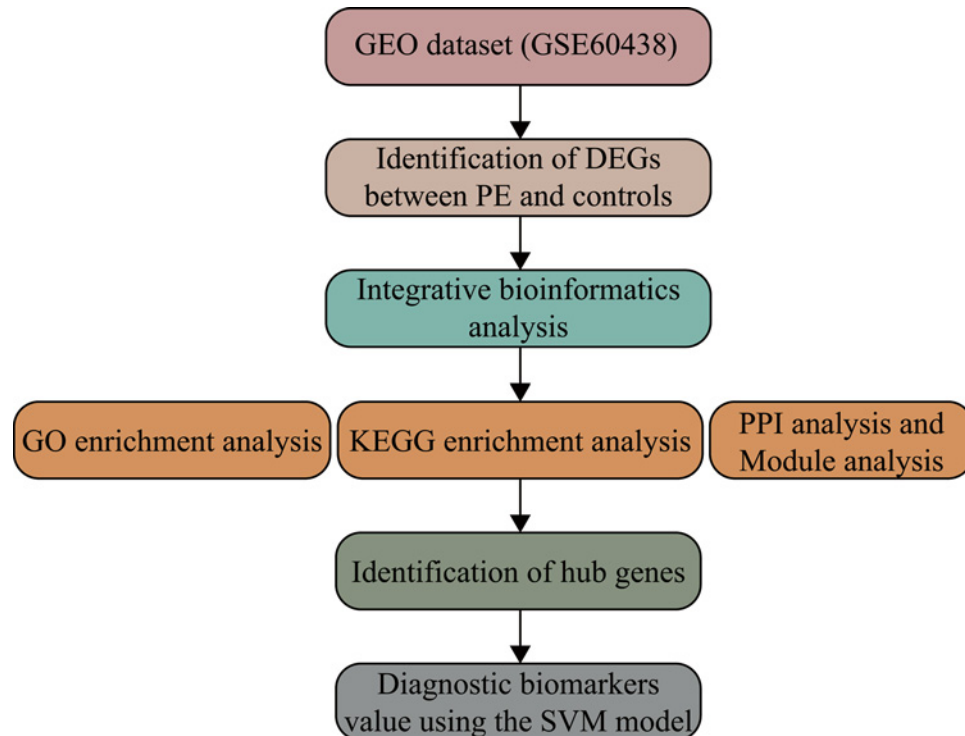 GEO dataset (GSE60438)
Identification of DEGs
between PE and controls
Integrative bioinformatics
analysis
GO enrichment analysis
KEGG enrichment analysis
PPI analysis and
Module analysis
Identification of hub genes
Diagnostic biomarkers
value using the SVM model